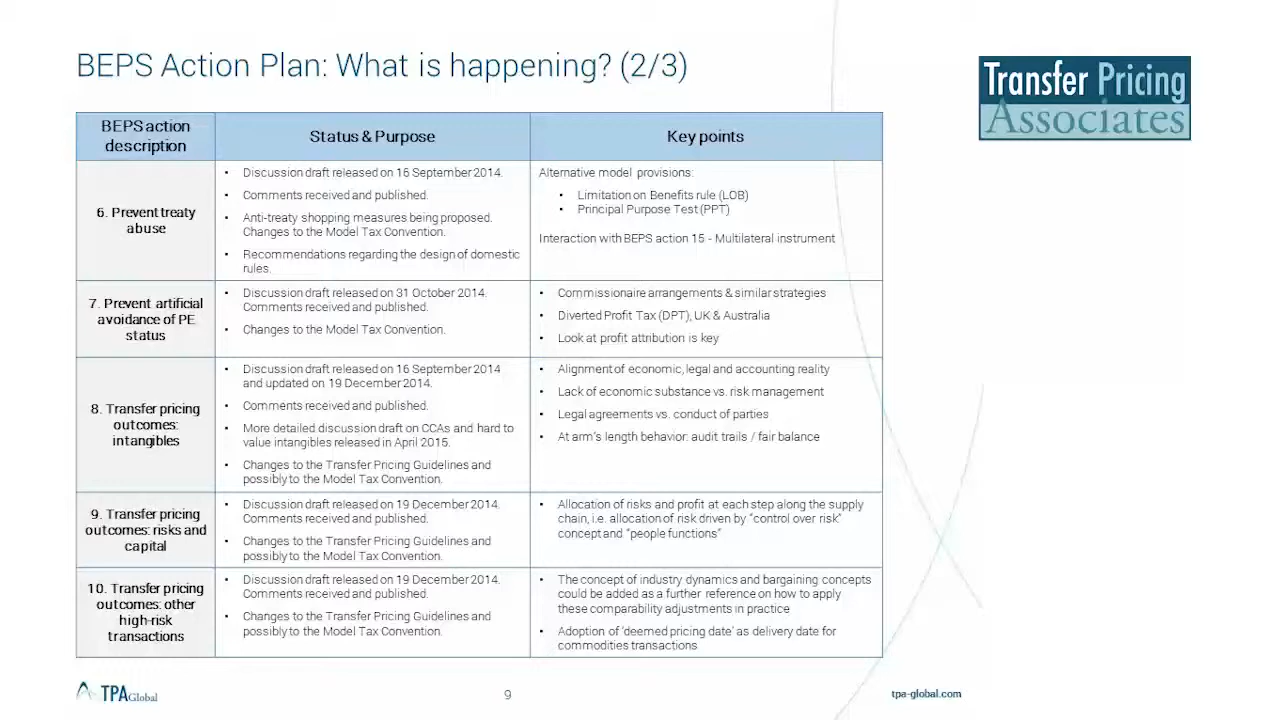 BEPS Action Plan: What is happening? (2/3)
Transfer Pricing
Associates
BEPS action
description
Status & Purpose
Key points
6. Prevent treaty
abuse
• Discussion draft released on 16 September 2014.
• Comments received and published.
• Anti-treaty shopping measures being proposed.
Changes to the Model Tax Convention.
• Recommendations regarding the design of domestic
rules.
Alternative model provisions:
• Limitation on Benefits rule (LOB)
• Principal Purpose Test (PPT)
Interaction with BEPS action 15 - Multilateral instrument
7. Prevent artificial
avoidance of PE
status
• Discussion draft released on 31 October 2014.
Comments received and published.
• Changes to the Model Tax Convention.
• Commissionaire arrangements & similar strategies
• Diverted Profit Tax (DPT), UK & Australia
• Look at profit attribution is key
8. Transfer pricing
outcomes:
intangibles
• Discussion draft released on 16 September 2014
and updated on 19 December 2014.
• Comments received and published.
• More detailed discussion draft on CCAs and hard to
value intangibles released in April 2015.
• Changes to the Transfer Pricing Guidelines and
possibly to the Model Tax Convention.
• Alignment of economic, legal and accounting reality
• Lack of economic substance vs. risk management
• Legal agreements vs. conduct of parties
• At arm's length behavior: audit trails / fair balance
9. Transfer pricing
outcomes: risks and
capital
• Discussion draft released on 19 December 2014.
Comments received and published.
• Changes to the Transfer Pricing Guidelines and
possibly to the Model Tax Convention.
• Allocation of risks and profit at each step along the supply
chain, i.e. allocation of risk driven by "control over risk"
concept and "people functions"
10. Transfer pricing
outcomes: other
high-risk
transactions
• Discussion draft released on 19 December 2014.
Comments received and published.
• Changes to the Transfer Pricing Guidelines and
possibly to the Model Tax Convention.
• The concept of industry dynamics and bargaining concepts
could be added as a further reference on how to apply
these comparability adjustments in practice
• Adoption of 'deemed pricing date' as delivery date for
commodities transactions
TPA Global
9
tpa-global.com